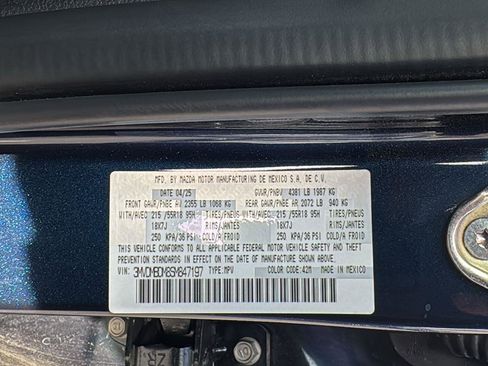 MFD. BY MAZDA MOTOR MANUFACTURING DE MEXICO S.A. DE C.V.
DATE 04/25 GVWR/PNBV 4381 LB 1987 KG
FRONT GAWR/PNBE AV 2355 LB 1068 KG REAR GAWR/PNBE AR 2072 LB 940 KG
WITH/AVEC 215/55R18 95H TIRES/PNEUS WITH/AVEC 215/55R18 95H TIRES/PNEUS
18X7J RIMS/JANTES 18X7J RIMS/JANTES
250 KPA/36 PSI COLD/A FROID 250 KPA/36 PSI COLD/A FROID
THIS VEHICLE CONFORMS TO ALL APPLICABLE FEDERAL MOTOR VEHICLE SAFETY, BUMPER, AND THEFT
PREVENTION STANDARDS IN EFFECT ON THE DATE OF MANUFACTURE SHOWN ABOVE.
VIN: TYPE:MPV COLOR CODE:42M MADE IN MEXICO